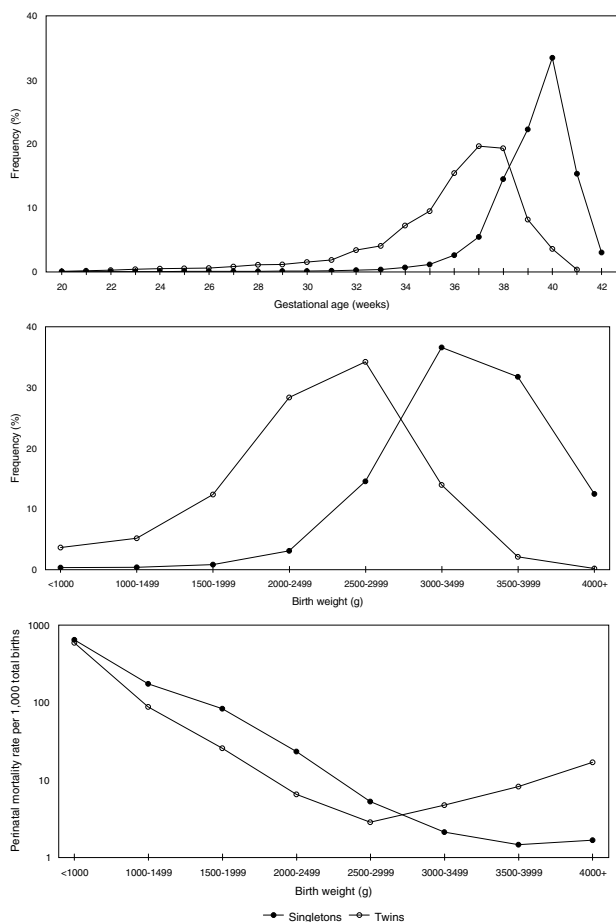 40
30
20
10
0
Frequency (%)
20 22 24 26 28 30 32 34 36 38 40 42
Gestational age (weeks)
40
30
20
10
0
Frequency (%)
<1000 1000-1499 1500-1999 2000-2499 2500-2999 3000-3499 3500-3999 4000+
Birth weight (g)
1000
100
10
1
Perinatal mortality rate per 1,000 total births
<1000 1000-1499 1500-1999 2000-2499 2500-2999 3000-3499 3500-3999 4000+
Birth weight (g)
Singletons Twins